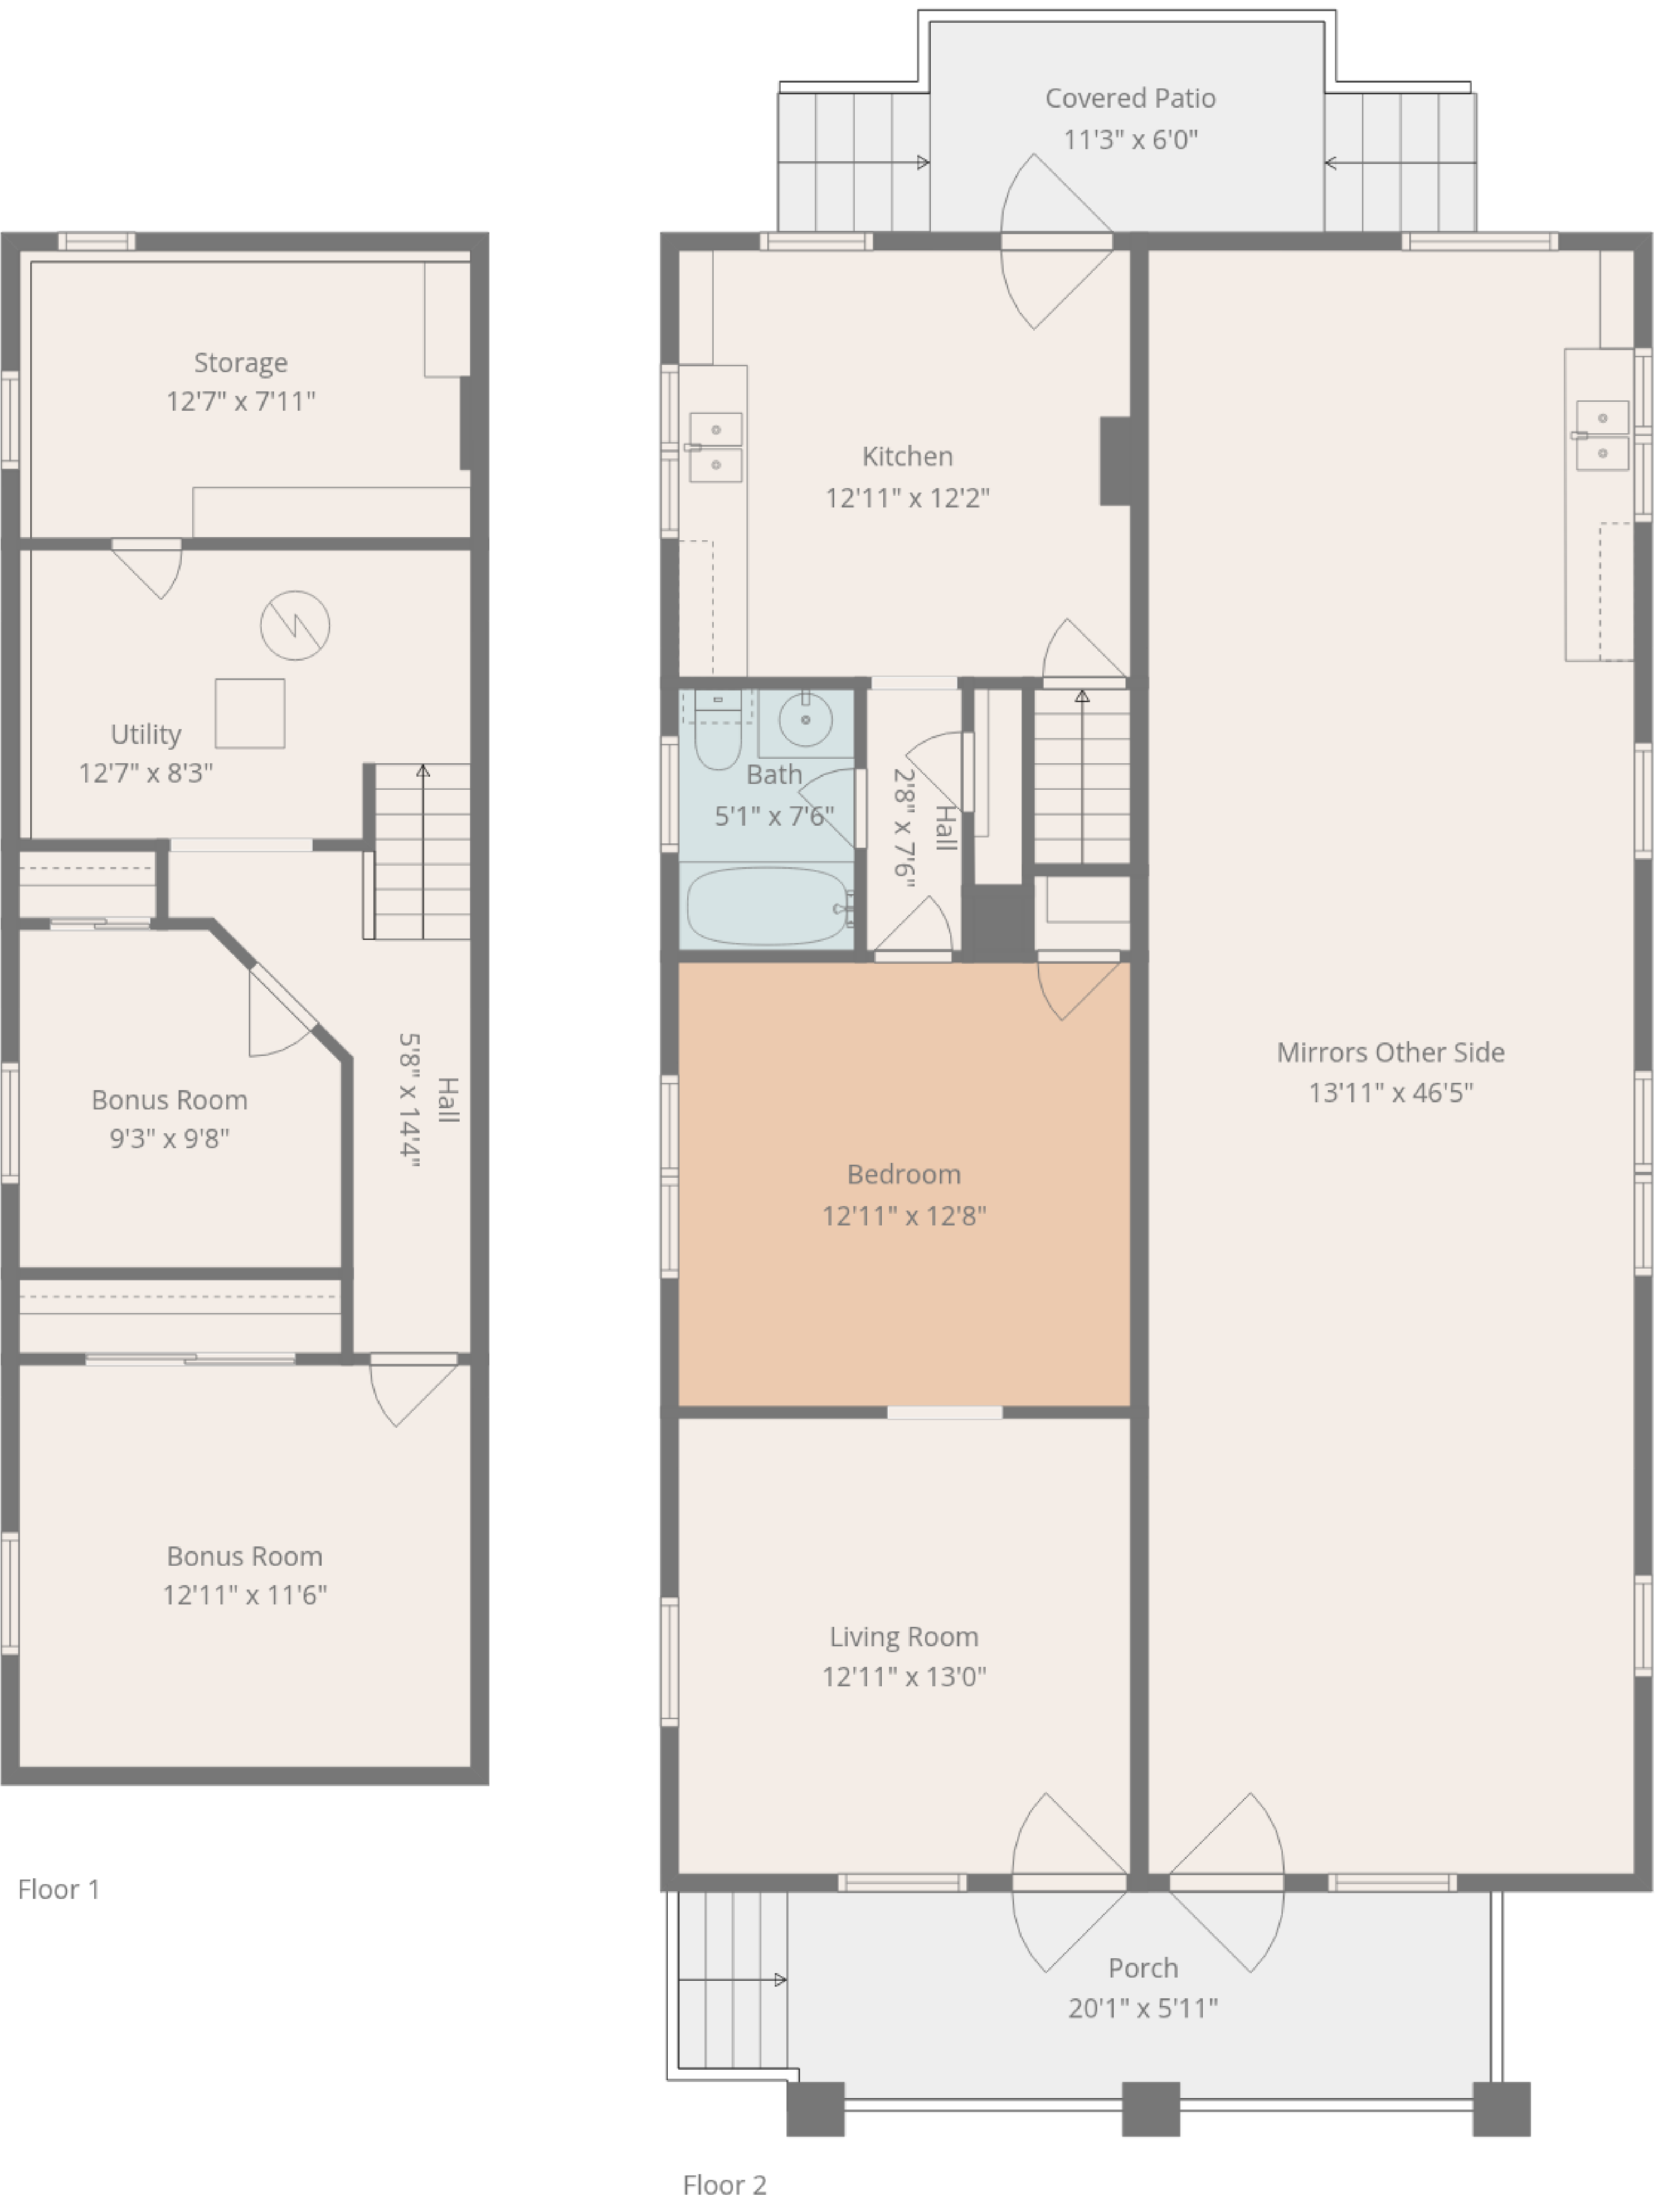 Covered Patio
11'3" x 6'0"
Storage
12'7" x 7'11"
Kitchen
12'11" x 12'2"
Utility
12'7" x 8'3"
Bath
5'1" x 7'6"
Hall
2'8" x 7'6"
Mirrors Other Side
13'11" x 46'5"
Bonus Room
9'3" x 9'8"
Hall
5'8" x 14'4"
Bedroom
12'11" x 12'8"
Bonus Room
12'11" x 11'6"
Living Room
12'11" x 13'0"
Floor 1
Porch
20'1" x 5'11"
Floor 2